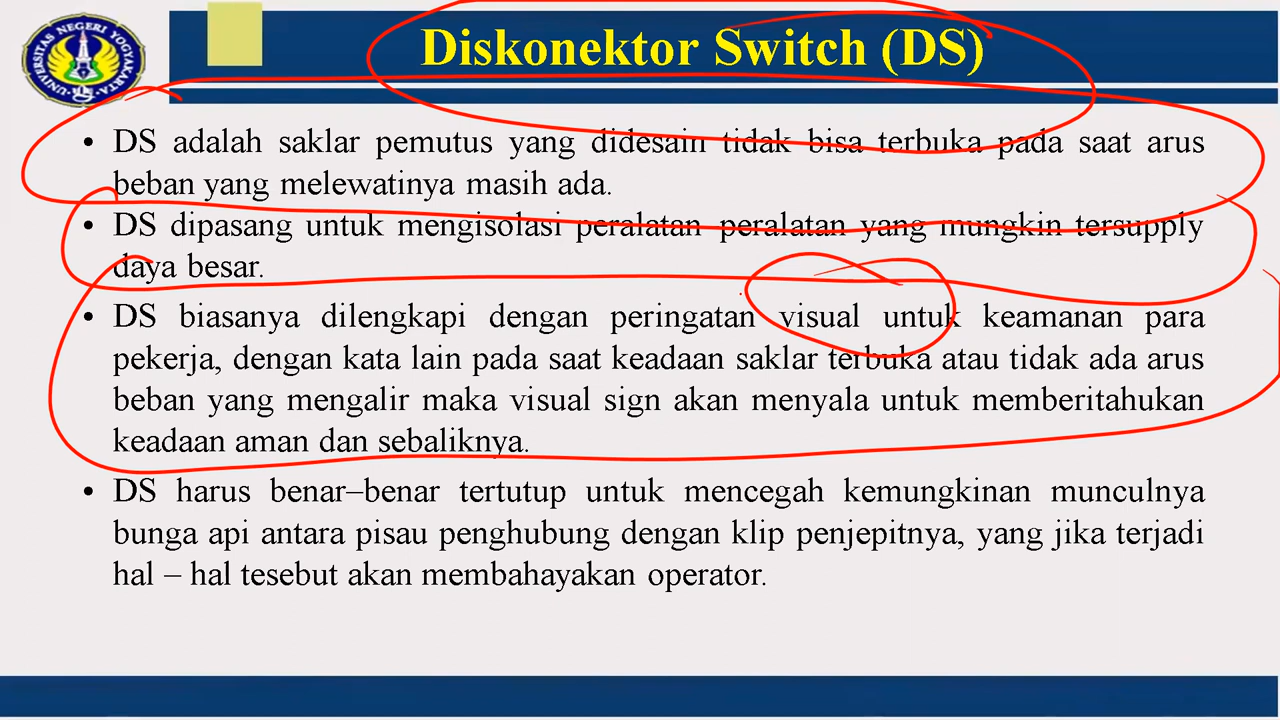 UNIVERSITAS NEGERI YOGYAKARTA
Diskonektor Switch (DS)
• DS adalah saklar pemutus yang didesain tidak bisa terbuka pada saat arus
beban yang melewatinya masih ada.
• DS dipasang untuk mengisolasi peralatan–peralatan yang mungkin tersupply
daya besar.
• DS biasanya dilengkapi dengan peringatan visual untuk keamanan para
pekerja, dengan kata lain pada saat keadaan saklar terbuka atau tidak ada arus
beban yang mengalir maka visual sign akan menyala untuk memberitahukan
keadaan aman dan sebaliknya.
• DS harus benar–benar tertutup untuk mencegah kemungkinan munculnya
bunga api antara pisau penghubung dengan klip penjepitnya, yang jika terjadi
hal – hal tesebut akan membahayakan operator.